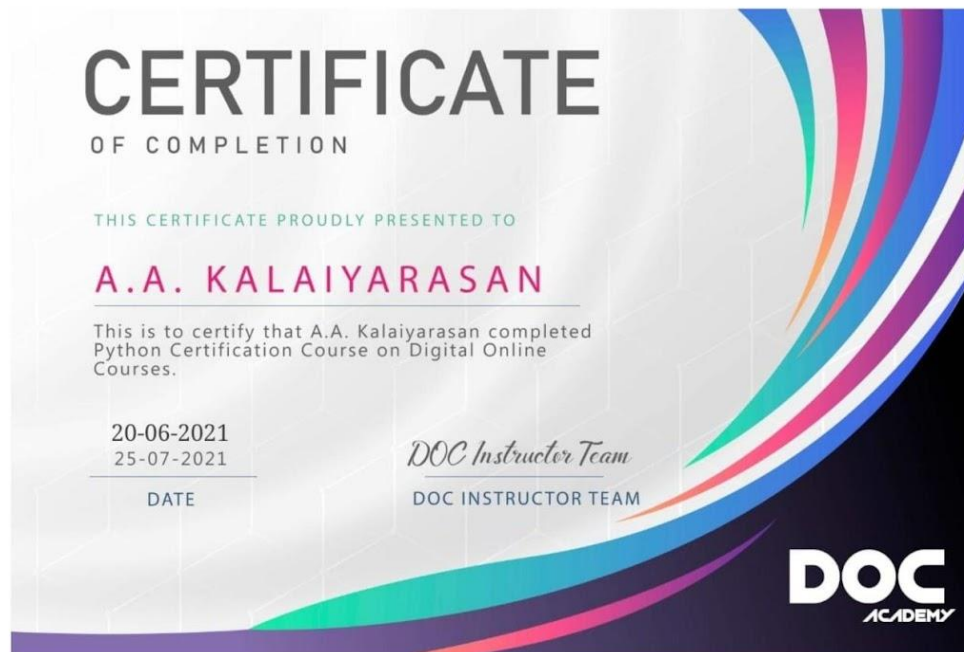 CERTIFICATE
OF COMPLETION
THIS CERTIFICATE PROUDLY PRESENTED TO
A.A. KALAIYARASAN
This is to certify that A.A. Kalaiyarasan completed
Python Certification Course on Digital Online
Courses.
20-06-2021
25-07-2021
DATE
DOC Instructor Team
DOC INSTRUCTOR TEAM
DOC
ACADEMY